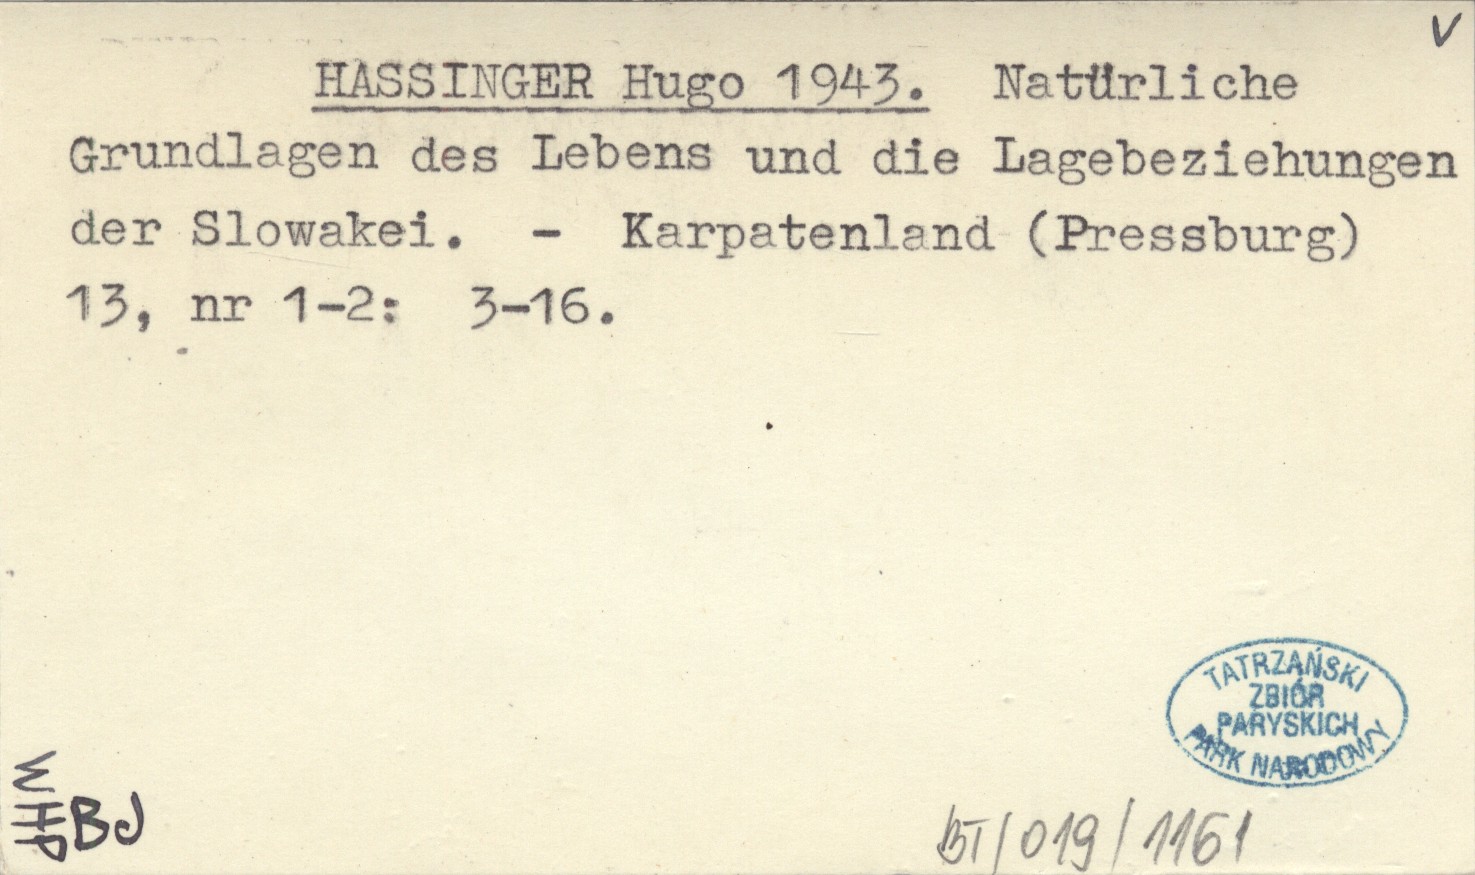 V
HASSINGER Hugo 1943. Natürliche
Grundlagen des Lebens und die Lagebeziehungen
der Slowakei. - Karpatenland (Pressburg)
13, nr 1-2: 3-16.
TATRZAŃSKI
ZBIÓR
PARYSKICH
PARK NARODOWY
WHP
BJ
BT/019/1161